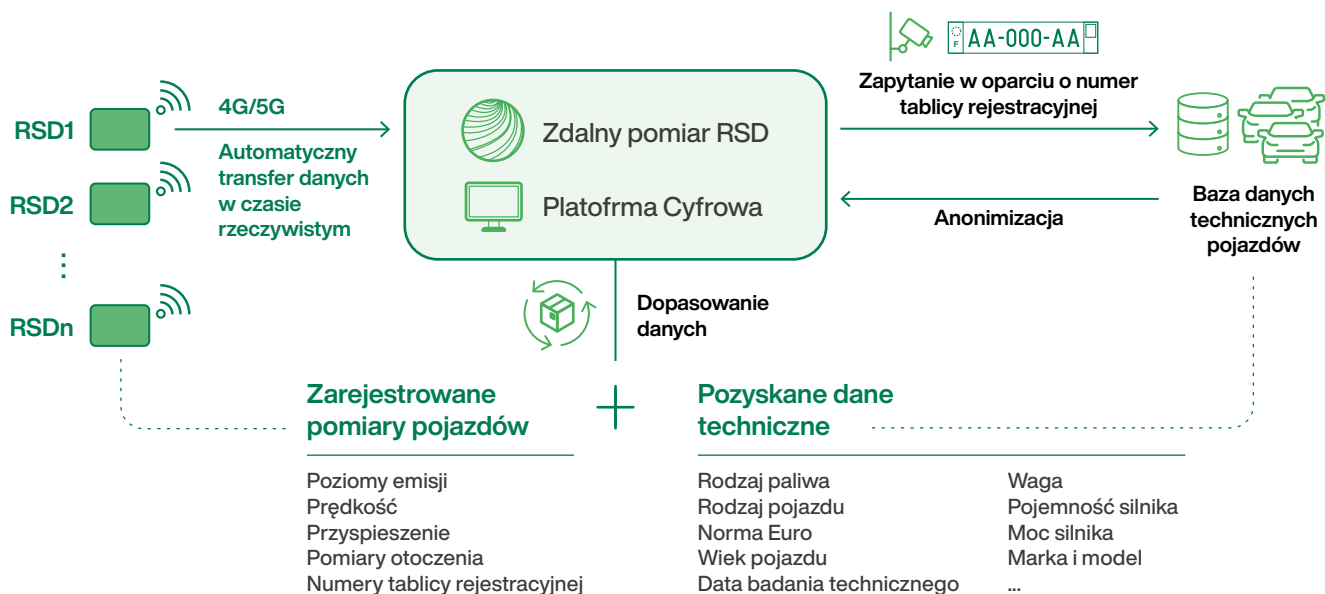 RSD1
RSD2
⋮
RSDn
4G/5G
Automatyczny
transfer danych
w czasie
rzeczywistym
Zdalny pomiar RSD
Platofrma Cyfrowa
F AA-000-AA
Zapytanie w oparciu o numer
tablicy rejestracyjnej
Anonimizacja
Baza danych
technicznych
pojazdów
Dopasowanie
danych
Zarejestrowane
pomiary pojazdów
Poziomy emisji
Prędkość
Przyspieszenie
Pomiary otoczenia
Numery tablicy rejestracyjnej
+
Pozyskane dane
techniczne
Rodzaj paliwa
Rodzaj pojazdu
Norma Euro
Wiek pojazdu
Data badania technicznego
Waga
Pojemność silnika
Moc silnika
Marka i model
...